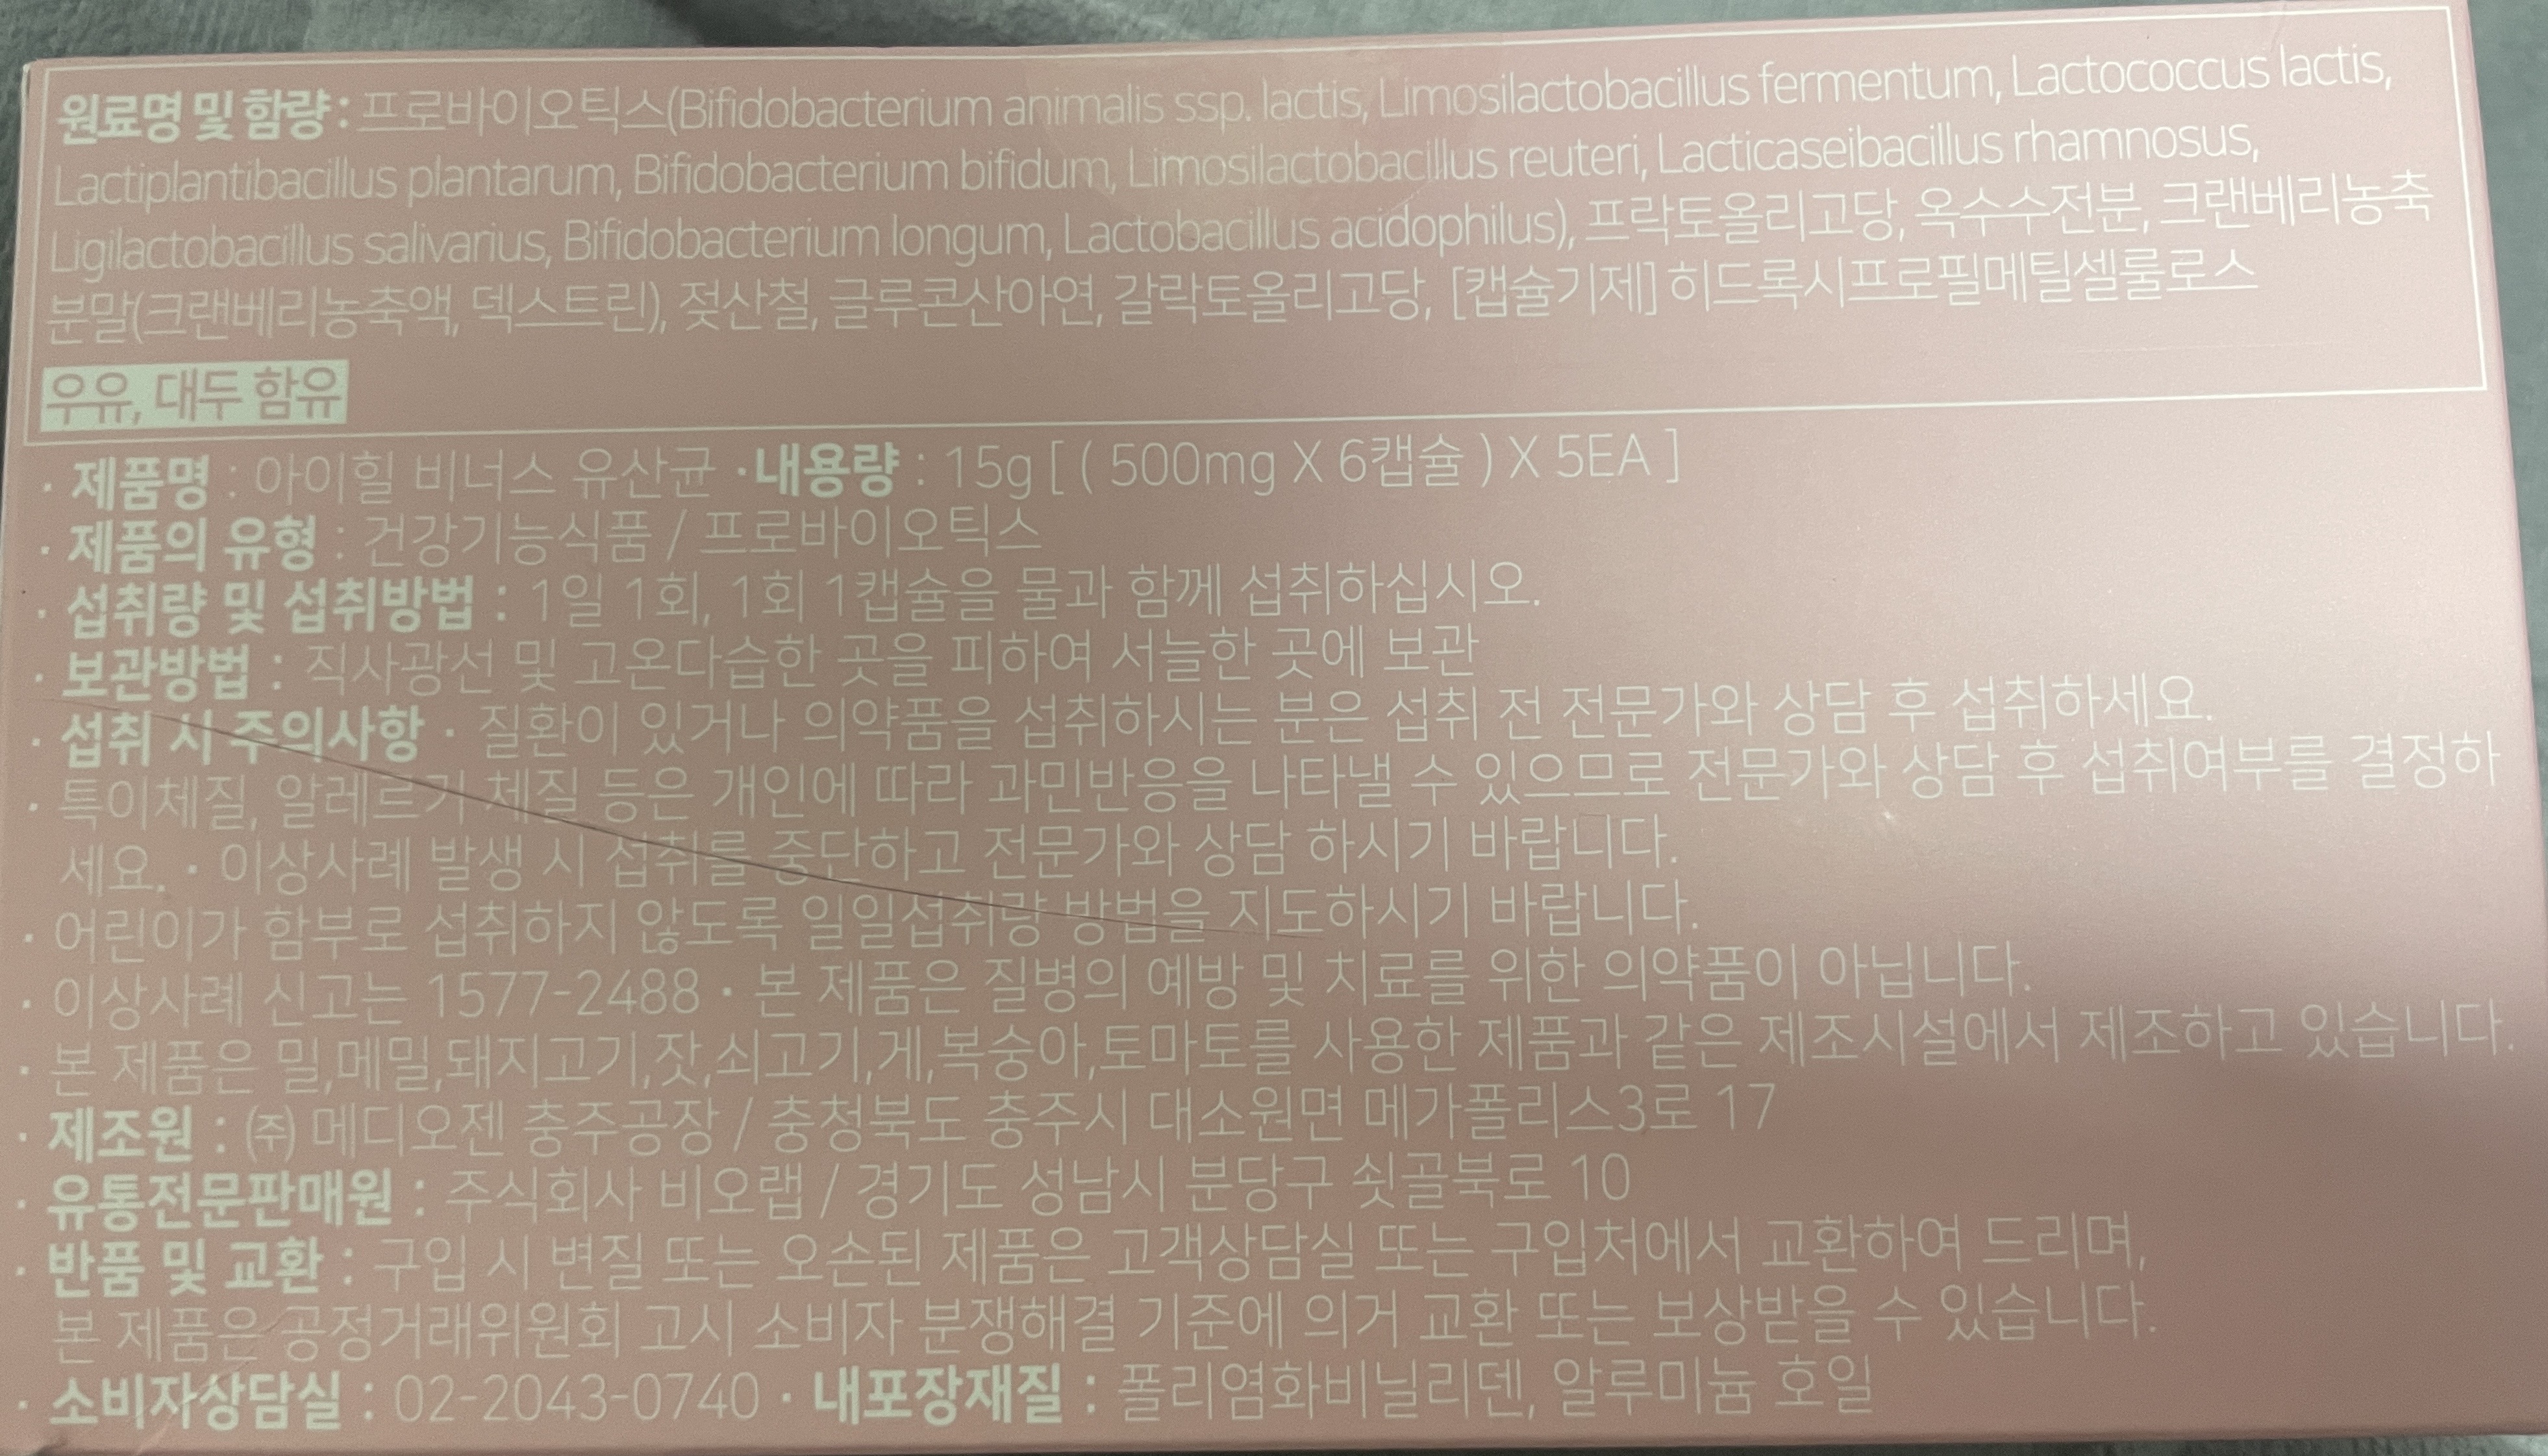 원료명 및 함량 : 프로바이오틱스(Bifidobacterium animalis ssp. lactis, Limosilactobacillus fermentum, Lactococcus lactis,
Lactiplantibacillus plantarum, Bifidobacterium bifidum, Limosilactobacillus reuteri, Lacticaseibacillus rhamnosus,
Ligilactobacillus salivarius, Bifidobacterium longum, Lactobacillus acidophilus), 프락토올리고당, 옥수수전분, 크랜베리농축
분말(크랜베리농축액, 덱스트린), 젖산철, 글루콘산아연, 갈락토올리고당, [캡슐기제] 히드록시프로필메틸셀룰로스
우유, 대두 함유
· 제품명 : 아이힐 비너스 유산균 ·내용량 : 15g [ ( 500mg X 6캡슐 ) X 5EA ]
· 제품의 유형 : 건강기능식품 / 프로바이오틱스
· 섭취량 및 섭취방법 : 1일 1회, 1회 1캡슐을 물과 함께 섭취하십시오.
· 보관방법 : 직사광선 및 고온다습한 곳을 피하여 서늘한 곳에 보관
· 섭취 시 주의사항 · 질환이 있거나 의약품을 섭취하시는 분은 섭취 전 전문가와 상담 후 섭취하세요.
· 특이체질, 알레르기 체질 등은 개인에 따라 과민반응을 나타낼 수 있으므로 전문가와 상담 후 섭취여부를 결정하
세요. · 이상사례 발생 시 섭취를 중단하고 전문가와 상담 하시기 바랍니다.
· 어린이가 함부로 섭취하지 않도록 일일섭취량 방법을 지도하시기 바랍니다.
· 이상사례 신고는 1577-2488 · 본 제품은 질병의 예방 및 치료를 위한 의약품이 아닙니다.
· 본 제품은 밀,메밀,돼지고기,잣,쇠고기,게,복숭아,토마토를 사용한 제품과 같은 제조시설에서 제조하고 있습니다.
· 제조원 : ㈜ 메디오젠 충주공장 / 충청북도 충주시 대소원면 메가폴리스3로 17
· 유통전문판매원 : 주식회사 비오랩 / 경기도 성남시 분당구 쇳골북로 10
· 반품 및 교환 : 구입 시 변질 또는 오손된 제품은 고객상담실 또는 구입처에서 교환하여 드리며,
본 제품은 공정거래위원회 고시 소비자 분쟁해결 기준에 의거 교환 또는 보상받을 수 있습니다.
· 소비자상담실 : 02-2043-0740 · 내포장재질 : 폴리염화비닐리덴, 알루미늄 호일